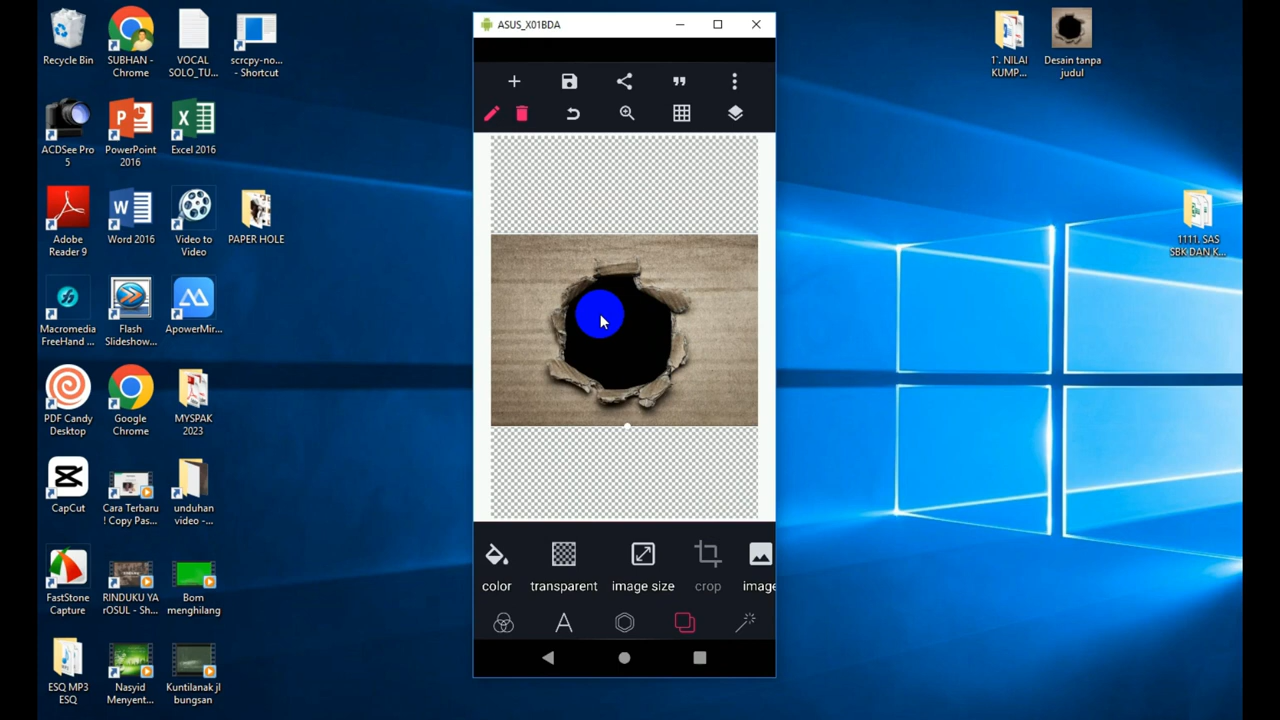 ASUS_X01BDA
Recycle Bin
SUBHAN -
Chrome
VOCAL
SOLO_TU...
scrcpy-no...
- Shortcut
1`. NILAI
KUMP...
Desain tanpa
judul
ACDSee Pro
5
PowerPoint
2016
Excel 2016
Adobe
Reader 9
Word 2016
Video to
Video
PAPER HOLE
1111. SAS
SBK DAN K...
Macromedia
FreeHand ...
Flash
Slideshow...
ApowerMir...
PDF Candy
Desktop
Google
Chrome
MYSPAK
2023
CapCut
Cara Terbaru
! Copy Pas...
unduhan
video -...
FastStone
Capture
RINDUKU YA
rOSUL - Sh...
Bom
menghilang
color
transparent
image size
crop
image
ESQ MP3
ESQ
Nasyid
Menyent...
Kuntilanak jl
bungsan